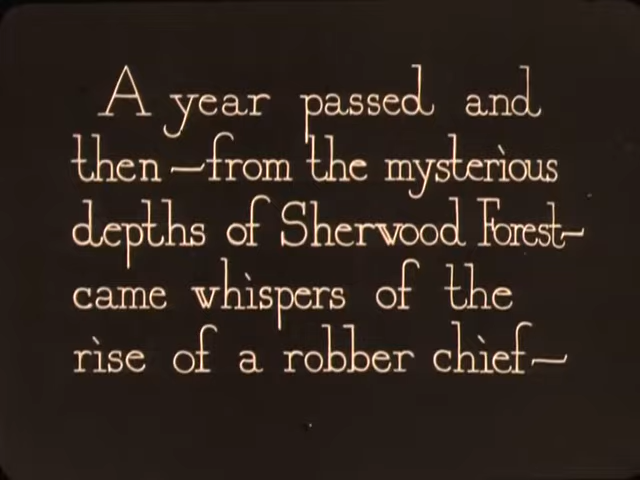 A year passed and
then—from the mysterious
depths of Sherwood Forest—
came whispers of the
rise of a robber chief—